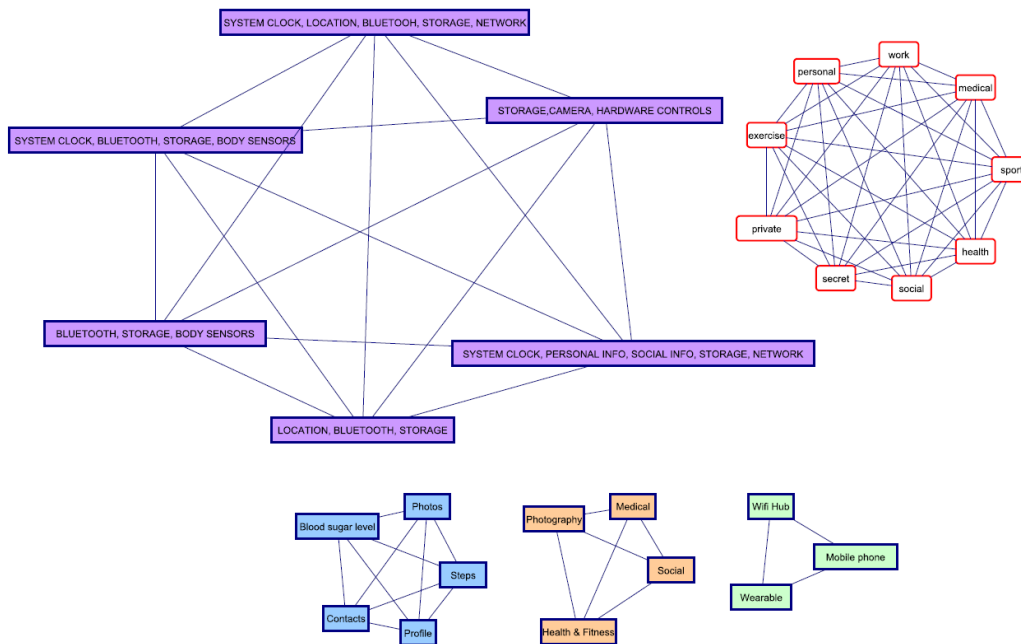 SYSTEM CLOCK, LOCATION, BLUETOOH, STORAGE, NETWORK
STORAGE,CAMERA, HARDWARE CONTROLS
SYSTEM CLOCK, BLUETOOTH, STORAGE, BODY SENSORS
BLUETOOTH, STORAGE, BODY SENSORS
SYSTEM CLOCK, PERSONAL INFO, SOCIAL INFO, STORAGE, NETWORK
LOCATION, BLUETOOTH, STORAGE
work
personal
medical
exercise
sport
private
health
secret
social
Photos
Blood sugar level
Steps
Contacts
Profile
Medical
Photography
Social
Health & Fitness
Wifi Hub
Mobile phone
Wearable